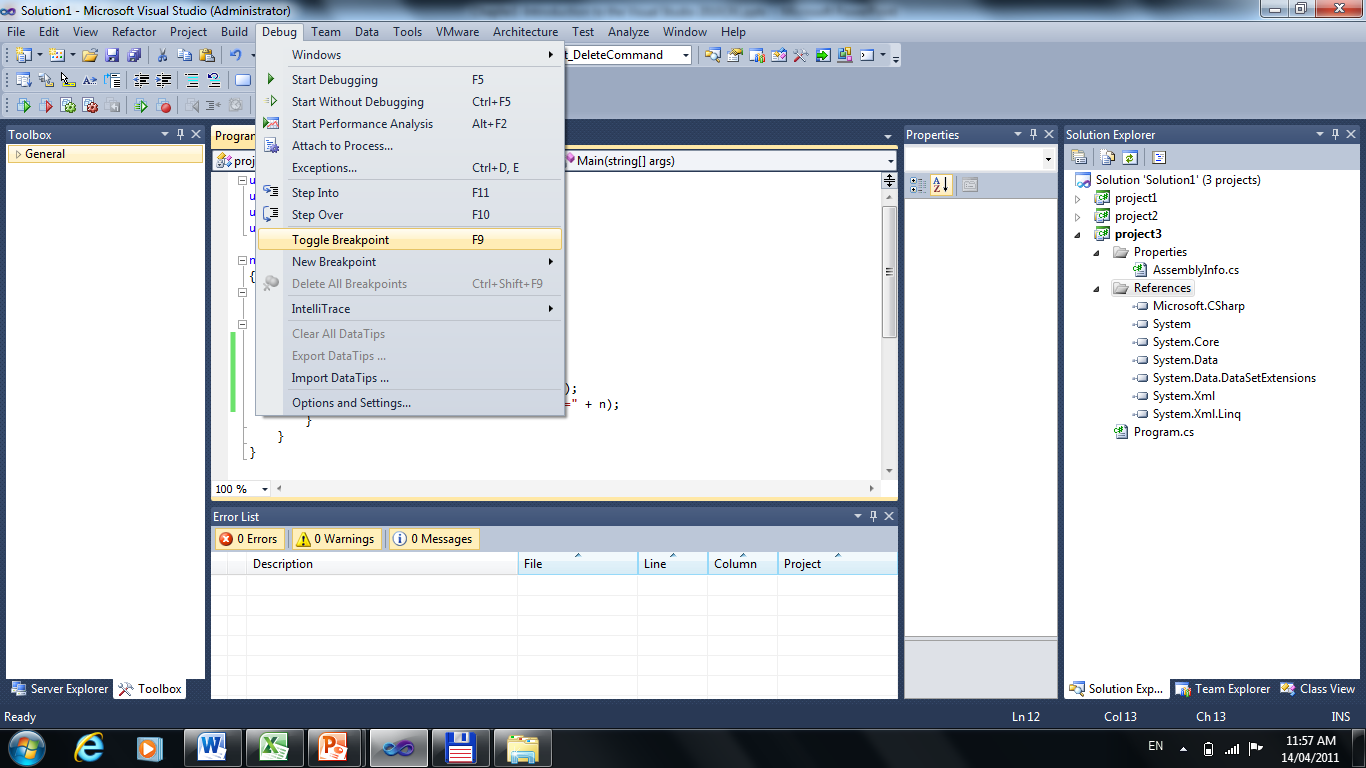 Solution1 - Microsoft Visual Studio (Administrator)
File Edit View Refactor Project Build Debug Team Data Tools VMware Architecture Test Analyze Window Help
_DeleteCommand
Windows
Start Debugging F5
Start Without Debugging Ctrl+F5
Start Performance Analysis Alt+F2
Attach to Process...
Exceptions... Ctrl+D, E
Step Into F11
Step Over F10
Toggle Breakpoint F9
New Breakpoint
Delete All Breakpoints Ctrl+Shift+F9
IntelliTrace
Clear All DataTips
Export DataTips ...
Import DataTips ...
Options and Settings...
Toolbox
General
Server Explorer Toolbox
Program
proj
Main(string[] args)
u
u
u
u
n
{
);
=" + n);
}
}
}
100 %
Error List
0 Errors 0 Warnings 0 Messages
Description File Line Column Project
Properties
Solution Explorer
Solution 'Solution1' (3 projects)
project1
project2
project3
Properties
AssemblyInfo.cs
References
Microsoft.CSharp
System
System.Core
System.Data
System.Data.DataSetExtensions
System.Xml
System.Xml.Linq
Program.cs
Solution Exp... Team Explorer Class View
Ready Ln 12 Col 13 Ch 13 INS
EN
11:57 AM
14/04/2011